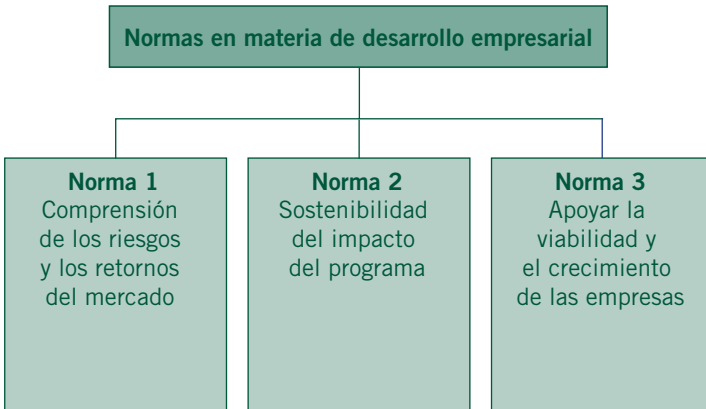 Normas en materia de desarrollo empresarial
Norma 1
Comprensión
de los riesgos
y los retornos
del mercado
Norma 2
Sostenibilidad
del impacto
del programa
Norma 3
Apoyar la
viabilidad y
el crecimiento
de las empresas